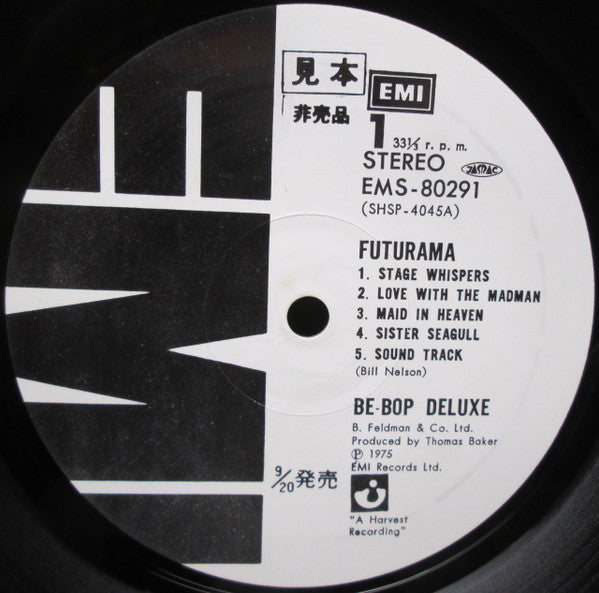 見本
非売品
EMI
1
33⅓ r. p. m.
STEREO
JASRAC
EMS-80291
(SHSP-4045A)
FUTURAMA
1. STAGE WHISPERS
2. LOVE WITH THE MADMAN
3. MAID IN HEAVEN
4. SISTER SEAGULL
5. SOUND TRACK
(Bill Nelson)
BE-BOP DELUXE
B. Feldman & Co. Ltd.
Produced by Thomas Baker
Ⓟ 1975
EMI Records Ltd.
9/20発売
"A Harvest
Recording"
EMI